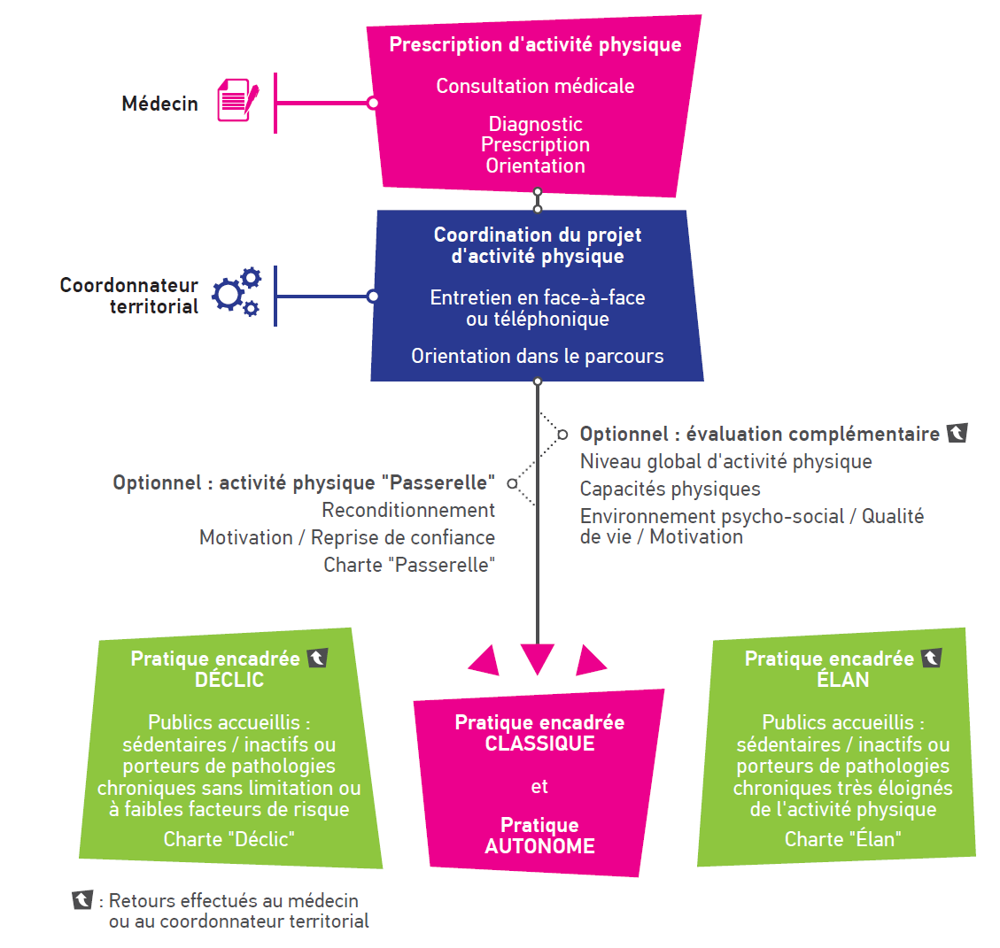 Prescription d'activité physique
Consultation médicale
Diagnostic
Prescription
Orientation
Médecin
Coordination du projet
d'activité physique
Entretien en face-à-face
ou téléphonique
Orientation dans le parcours
Coordonnateur
territorial
Optionnel : évaluation complémentaire
Niveau global d'activité physique
Capacités physiques
Environnement psycho-social / Qualité
de vie / Motivation
Optionnel : activité physique "Passerelle"
Reconditionnement
Motivation / Reprise de confiance
Charte "Passerelle"
Pratique encadrée
DÉCLIC
Publics accueillis :
sédentaires / inactifs ou
porteurs de pathologies
chroniques sans limitation ou
à faibles facteurs de risque
Charte "Déclic"
Pratique encadrée
CLASSIQUE
et
Pratique
AUTONOME
Pratique encadrée
ÉLAN
Publics accueillis :
sédentaires / inactifs ou
porteurs de pathologies
chroniques très éloignés
de l'activité physique
Charte "Élan"
: Retours effectués au médecin
ou au coordonnateur territorial